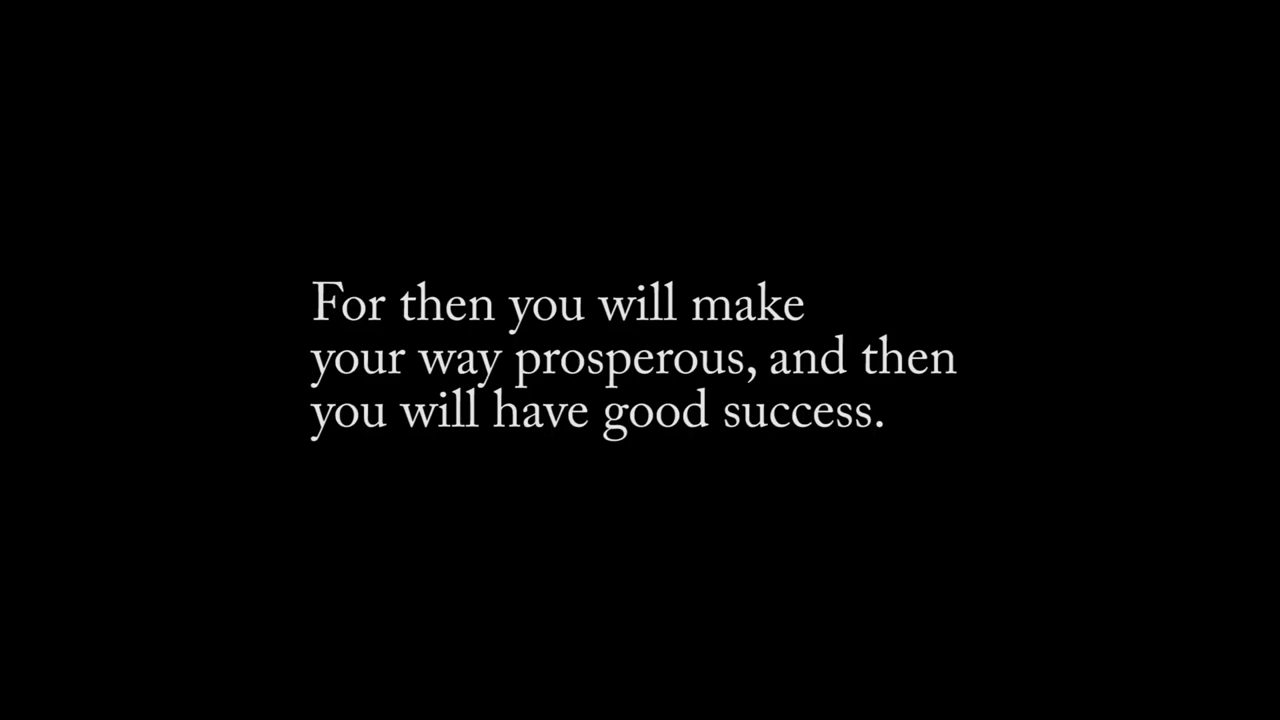 For then you will make
your way prosperous, and then
you will have good success.